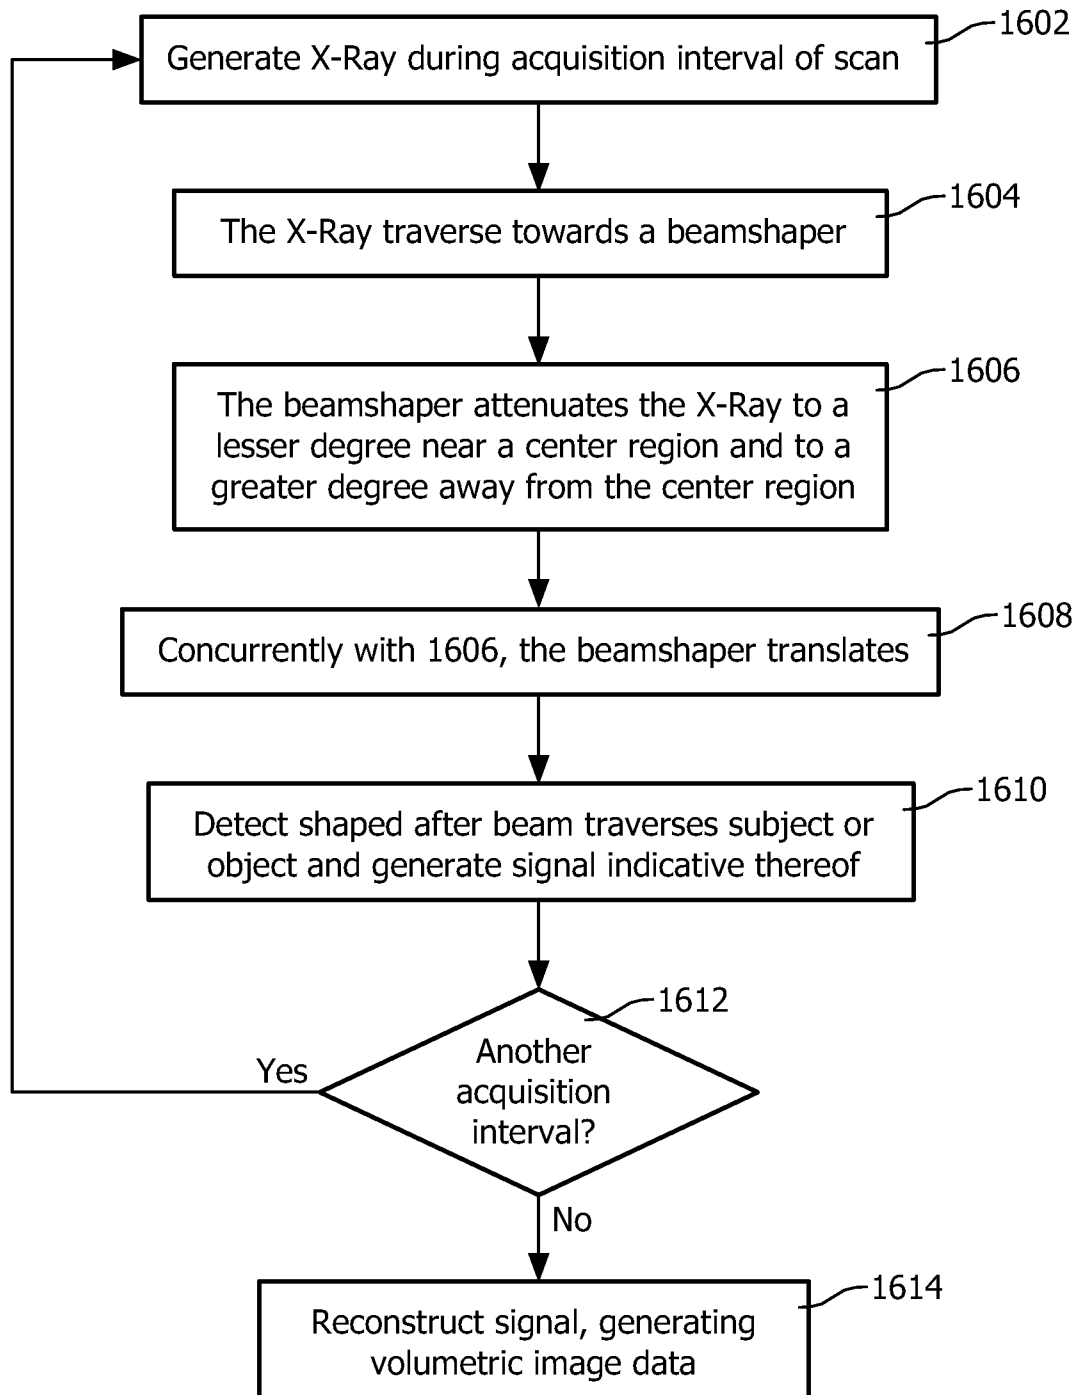 1602
Generate X-Ray during acquisition interval of scan
1604
The X-Ray traverse towards a beamshaper
1606
The beamshaper attenuates the X-Ray to a
lesser degree near a center region and to a
greater degree away from the center region
1608
Concurrently with 1606, the beamshaper translates
1610
Detect shaped after beam traverses subject or
object and generate signal indicative thereof
1612
Another
acquisition
interval?
Yes
No
1614
Reconstruct signal, generating
volumetric image data